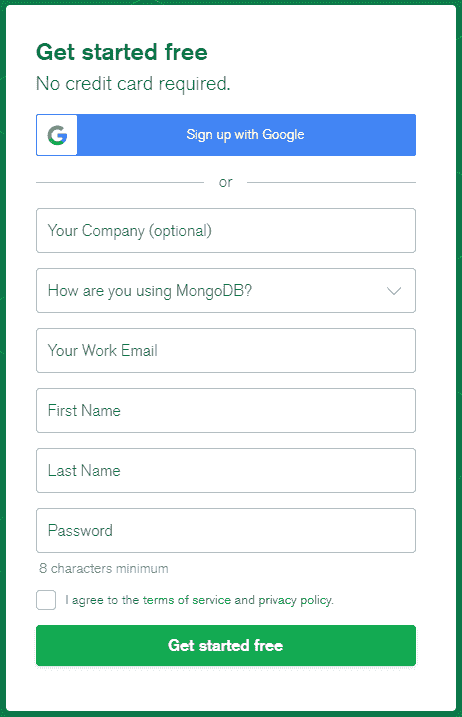 Get started free
No credit card required.
Sign up with Google
or
Your Company (optional)
How are you using MongoDB?
Your Work Email
First Name
Last Name
Password
8 characters minimum
I agree to the terms of service and privacy policy.
Get started free